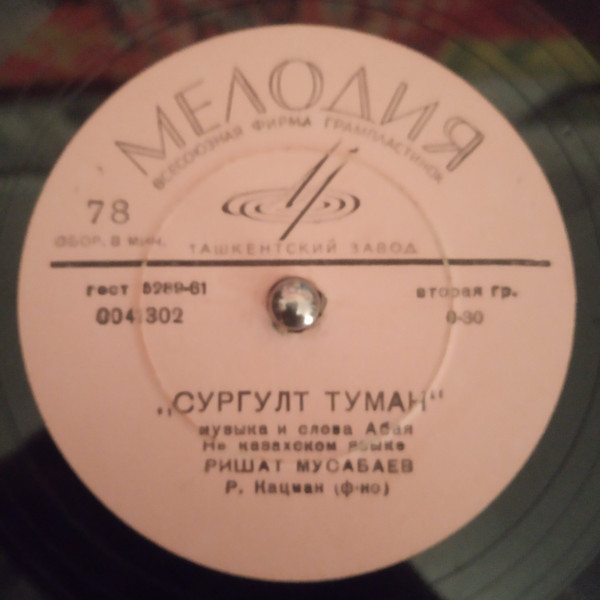 МЕЛОДИЯ
ВСЕСОЮЗНАЯ ФИРМА ГРАМПЛАСТИНОК
78
ОБОР. В МИН.
ТАШКЕНТСКИЙ ЗАВОД
гост 5289-61
вторая гр.
004302
0-80
„СУРГУЛТ ТУМАН“
музыка и слова Абая
На казахском языке
РИШАТ МУСАБАЕВ
Р. Кацман (ф-но)